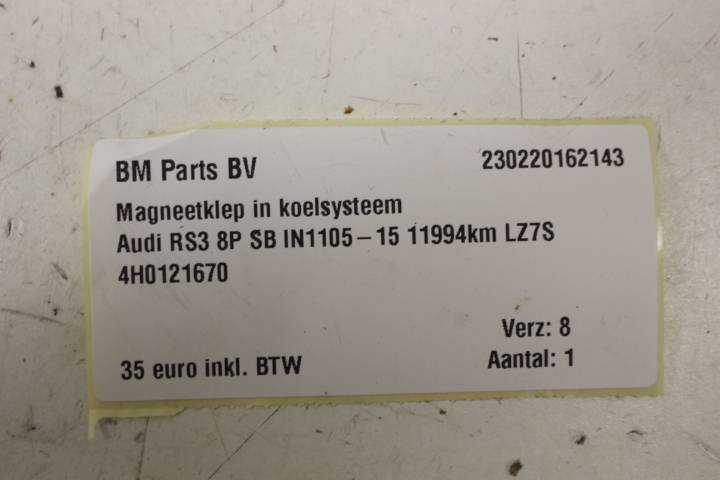 BM Parts BV 230220162143
Magneetklep in koelsysteem
Audi RS3 8P SB IN1105-15 11994km LZ7S
4H0121670
Verz: 8
35 euro inkl. BTW Aantal: 1